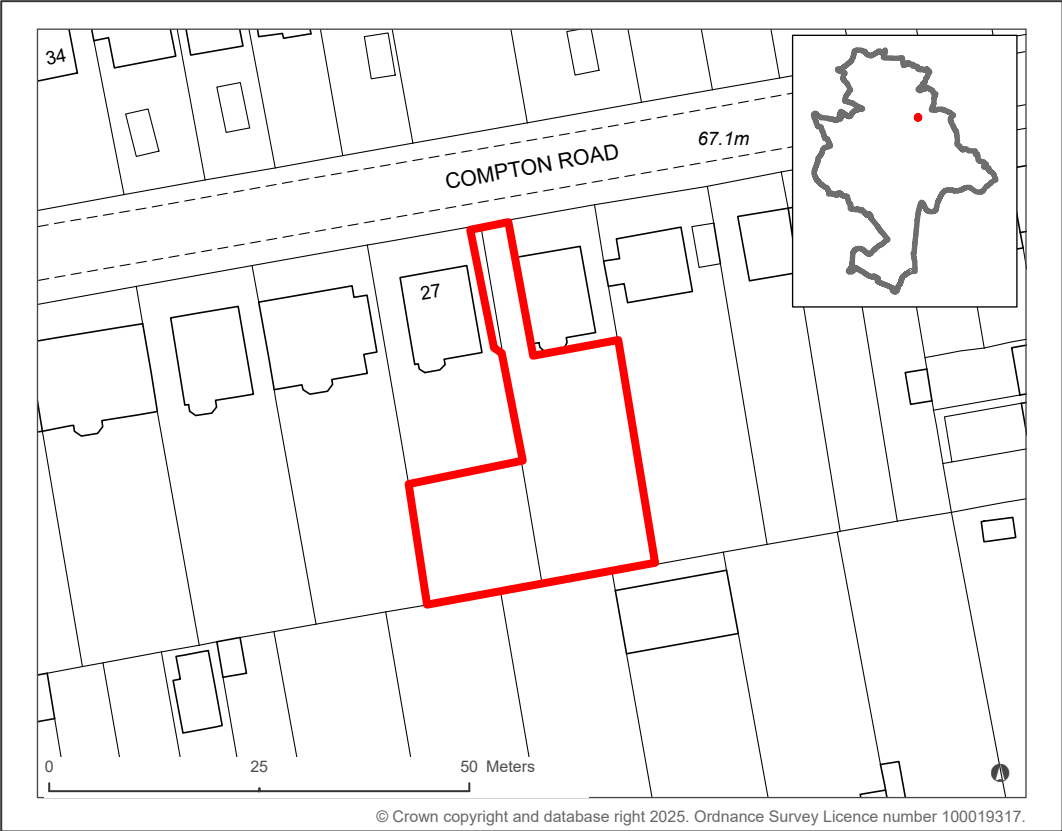 34
67.1m
COMPTON ROAD
27
0 25 50 Meters
© Crown copyright and database right 2025. Ordnance Survey Licence number 100019317.